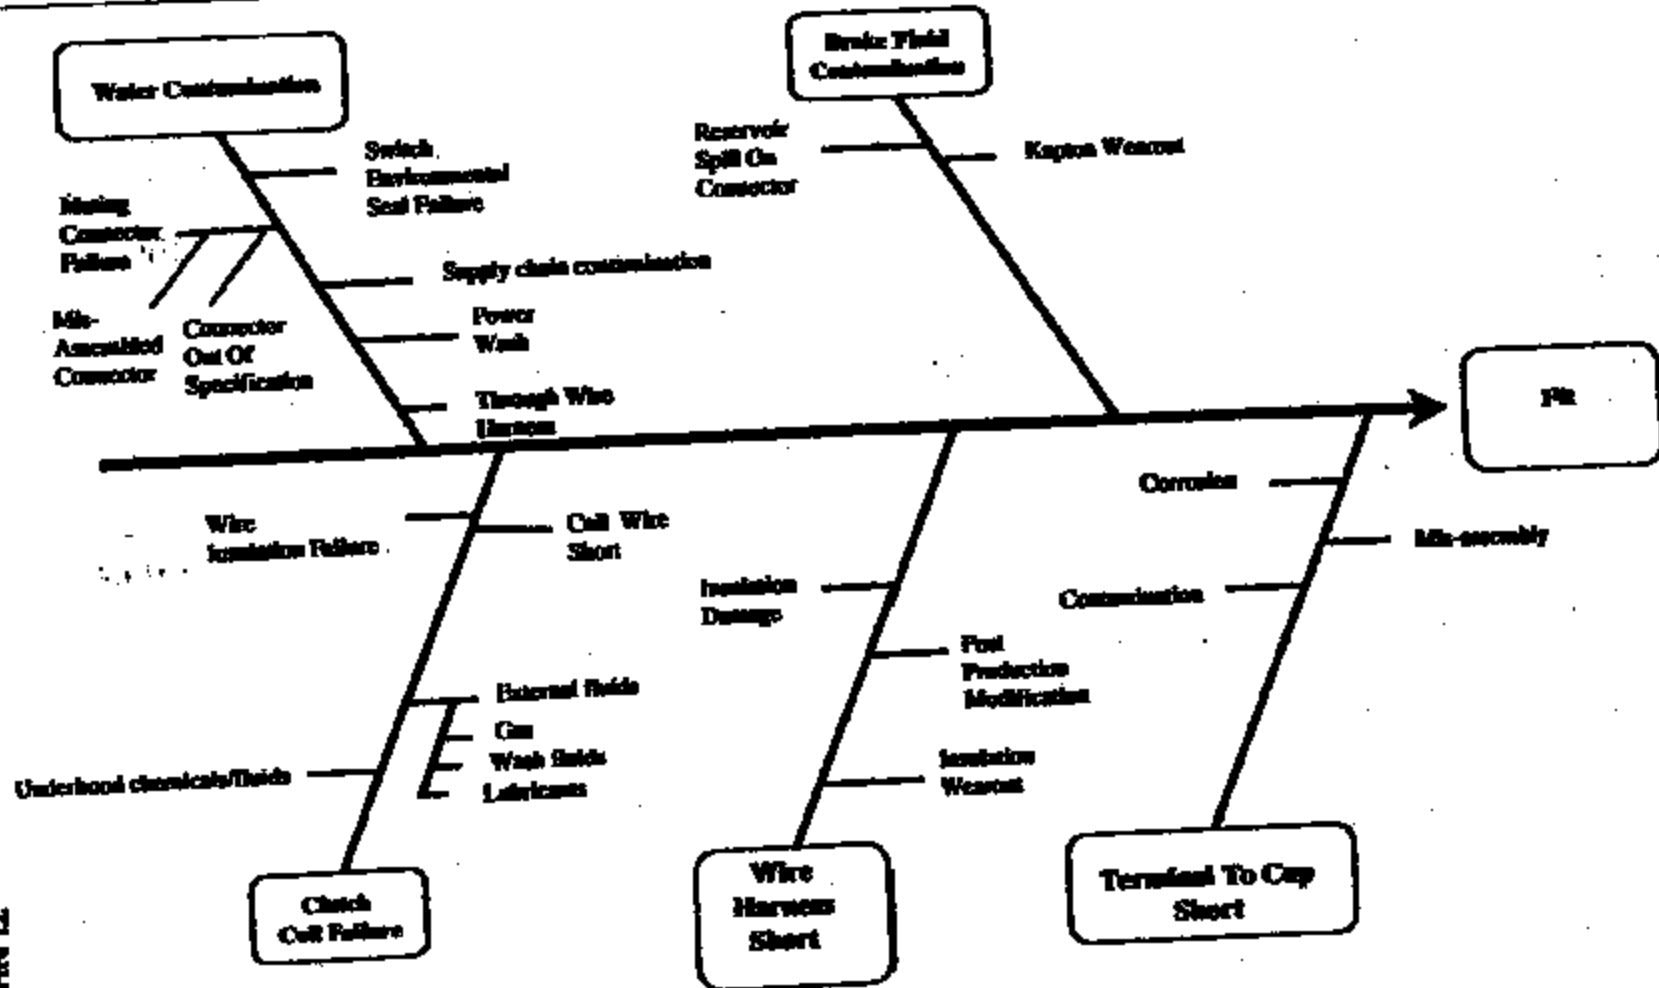 Water Contamination
Brake Fluid
Contamination
Switch
Environmental
Seal Failure
Reservoir
Spill On
Connector
Kapton Wearout
Mating
Connector
Failure
Supply chain contamination
Mis-
Assembled
Connector
Connector
Out Of
Specification
Power
Wash
Through Wire
Harness
Wire
Insulation Failure
Coil Wire
Short
Corrosion
Mis-assembly
Insulation
Damage
Contamination
Post
Production
Modification
External fluids
Gas
Wash fluids
Lubricants
Underhood chemicals/fluids
Insulation
Wearout
Clutch
Coil Failure
Wire
Harness
Short
Terminal To Cap
Short